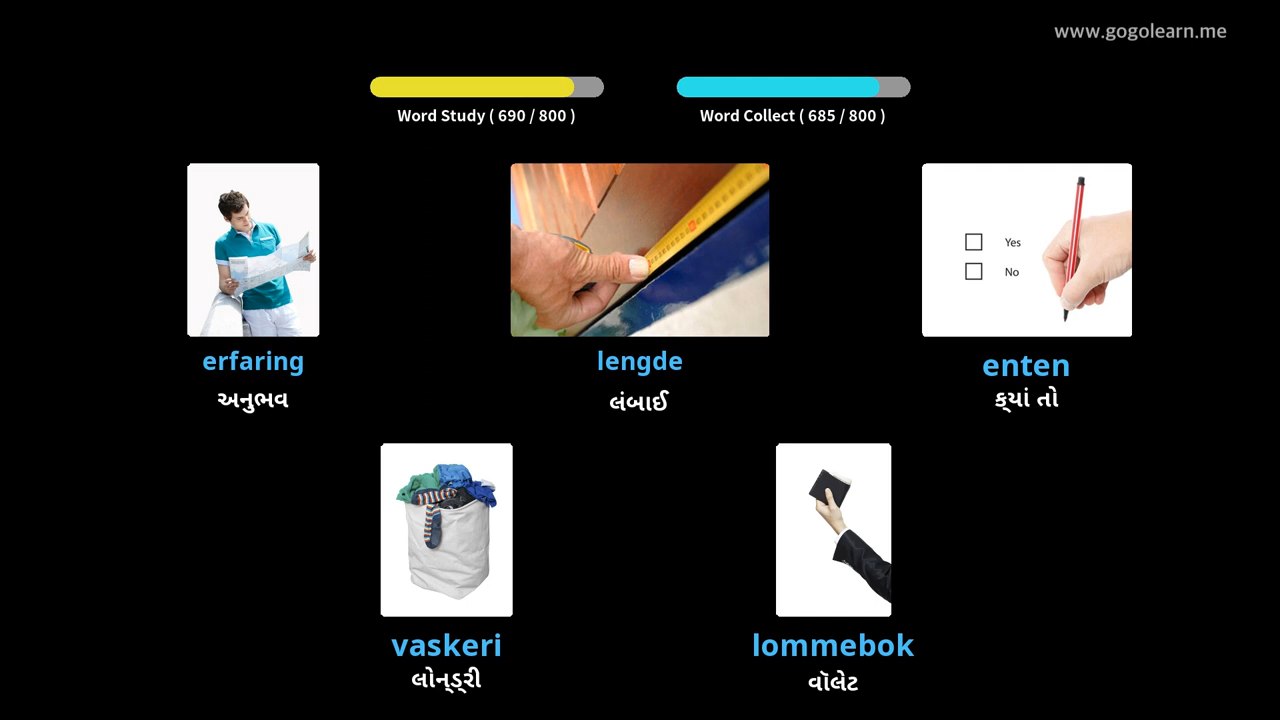 www.gogolearn.me
Word Study ( 690 / 800 )
Word Collect ( 685 / 800 )
Yes
No
erfaring
lengde
enten
અનુભવ
લંબાઈ
ક્યાં તો
vaskeri
lommebok
લોન્ડ્રી
વૉલેટ